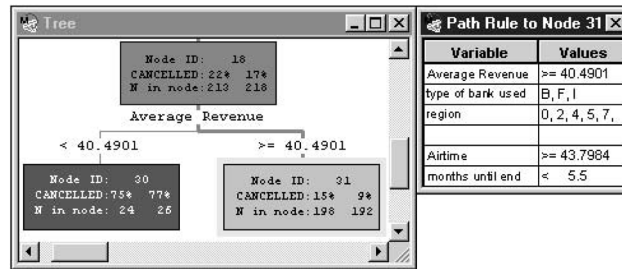 Tree
Node ID: 18
CANCELLED: 22% 17%
N in node: 213 218
Average Revenue
< 40.4901 >= 40.4901
Node ID: 30
CANCELLED: 75% 77%
N in node: 24 26
Node ID: 31
CANCELLED: 15% 9%
N in node: 198 192
Path Rule to Node 31
Variable Values
Average Revenue >= 40.4901
type of bank used B, F, I
region 0, 2, 4, 5, 7,
Airtime >= 43.7984
months until end < 5.5